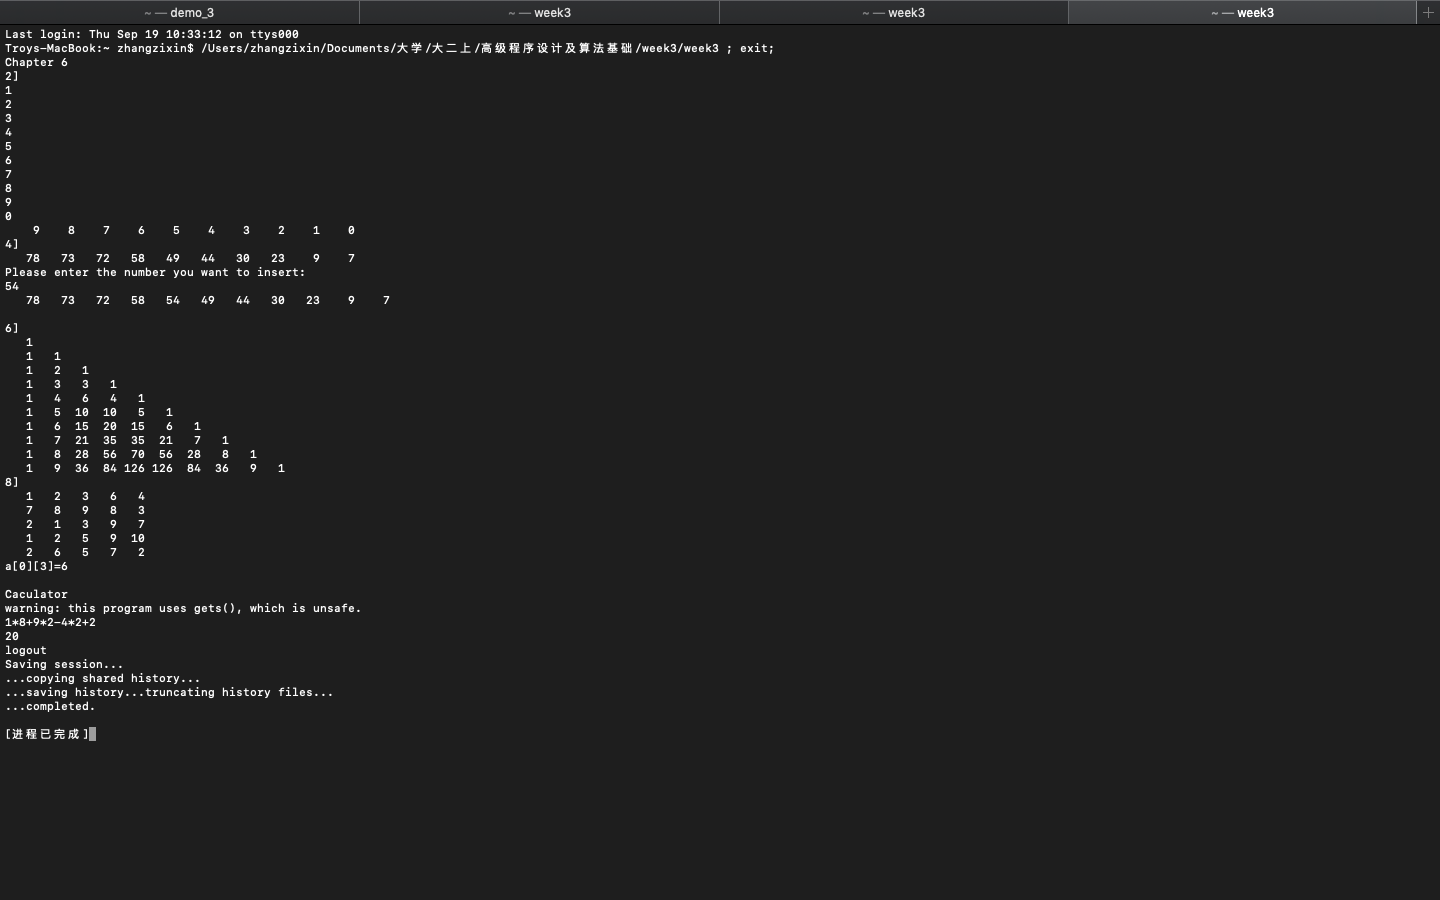 ~ — demo_3
~ — week3
~ — week3
~ — week3
Last login: Thu Sep 19 10:33:12 on ttys000
Troys-MacBook:~ zhangzixin$ /Users/zhangzixin/Documents/大学/大二上/高级程序设计及算法基础/week3/week3 ; exit;
Chapter 6
2]
1
2
3
4
5
6
7
8
9
0
9 8 7 6 5 4 3 2 1 0
4]
78 73 72 58 49 44 30 23 9 7
Please enter the number you want to insert:
54
78 73 72 58 54 49 44 30 23 9 7
6]
1
1 1
1 2 1
1 3 3 1
1 4 6 4 1
1 5 10 10 5 1
1 6 15 20 15 6 1
1 7 21 35 35 21 7 1
1 8 28 56 70 56 28 8 1
1 9 36 84 126 126 84 36 9 1
8]
1 2 3 6 4
7 8 9 8 3
2 1 3 9 7
1 2 5 9 10
2 6 5 7 2
a[0][3]=6
Caculator
warning: this program uses gets(), which is unsafe.
1*8+9*2-4*2+2
20
logout
Saving session...
...copying shared history...
...saving history...truncating history files...
...completed.
[进程已完成]